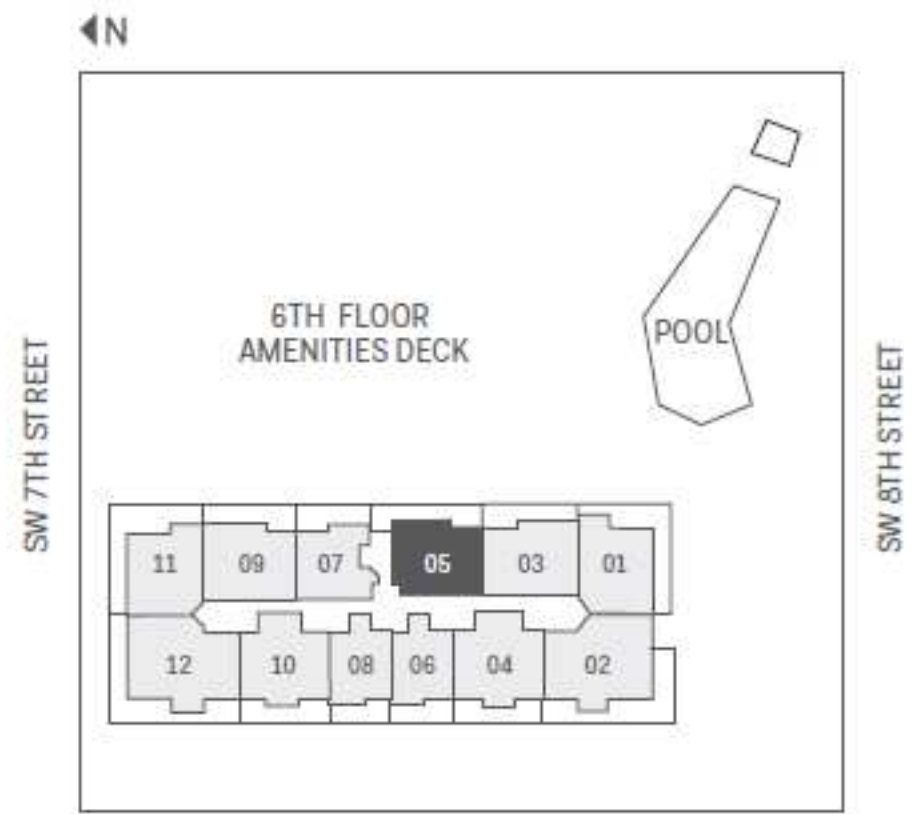 N
6TH FLOOR
AMENITIES DECK
POOL
SW 7TH STREET
SW 8TH STREET
11
09
07
05
03
01
12
10
08
06
04
02